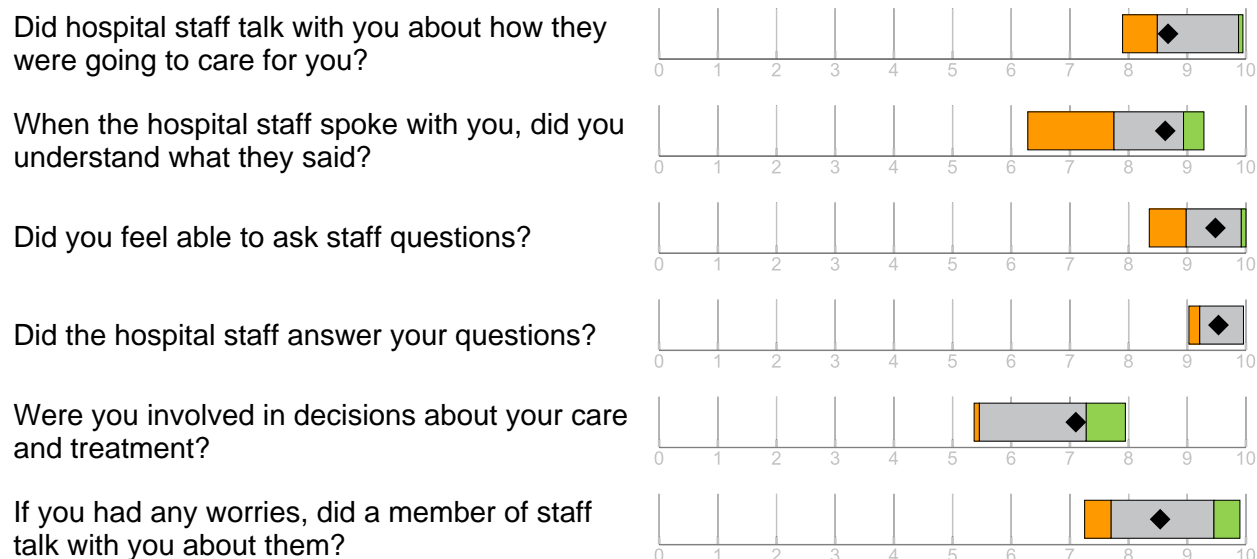 Did hospital staff talk with you about how they
were going to care for you?
0 1 2 3 4 5 6 7 8 9 10
When the hospital staff spoke with you, did you
understand what they said?
0 1 2 3 4 5 6 7 8 9 10
Did you feel able to ask staff questions?
0 1 2 3 4 5 6 7 8 9 10
Did the hospital staff answer your questions?
0 1 2 3 4 5 6 7 8 9 10
Were you involved in decisions about your care
and treatment?
0 1 2 3 4 5 6 7 8 9 10
If you had any worries, did a member of staff
talk with you about them?
0 1 2 3 4 5 6 7 8 9 10